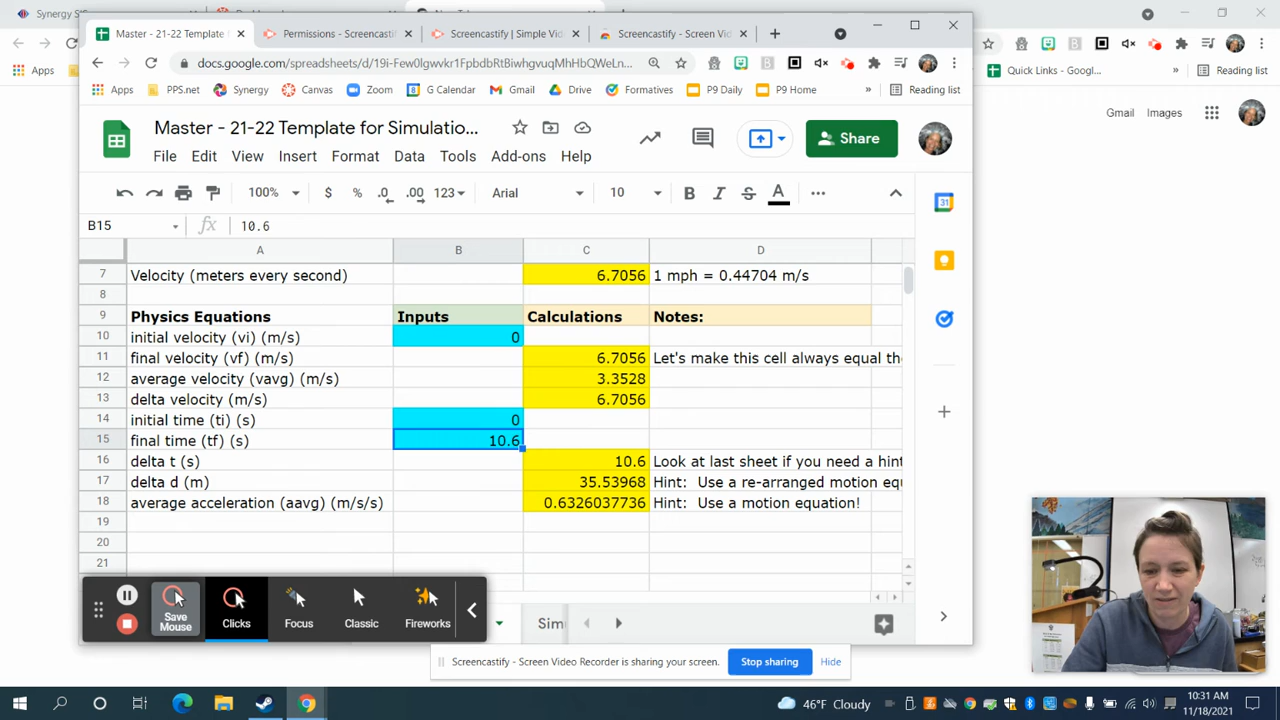 Synergy SIS
Master - 21-22 Template
Permissions - Screencastif
Screencastify | Simple Vid
Screencastify - Screen Vid
docs.google.com/spreadsheets/d/19i-Few0lgwkr1FpbdbRtBiwhgvuqMhHbQWeLn...
Apps
Apps
PPS.net
Synergy
Canvas
Zoom
G Calendar
Gmail
Drive
Formatives
P9 Daily
P9 Home
»
Reading list
Quick Links - Googl...
»
Reading list
Gmail
Images
Master - 21-22 Template for Simulatio...
Share
File Edit View Insert Format Data Tools Add-ons Help
100% $ % .0 .00 123 Arial 10 B I S A
B15 fx 10.6
A B C D
7 Velocity (meters every second) 6.7056 1 mph = 0.44704 m/s
8
9 Physics Equations Inputs Calculations Notes:
10 initial velocity (vi) (m/s) 0
11 final velocity (vf) (m/s) 6.7056 Let's make this cell always equal the
12 average velocity (vavg) (m/s) 3.3528
13 delta velocity (m/s) 6.7056
14 initial time (ti) (s) 0
15 final time (tf) (s) 10.6
16 delta t (s) 10.6 Look at last sheet if you need a hin
17 delta d (m) 35.53968 Hint: Use a re-arranged motion eq
18 average acceleration (aavg) (m/s/s) 0.6326037736 Hint: Use a motion equation!
19
20
21
31
Save
Mouse
Clicks
Focus
Classic
Fireworks
Sim
Screencastify - Screen Video Recorder is sharing your screen.
Stop sharing
Hide
46°F Cloudy
10:31 AM
11/18/2021